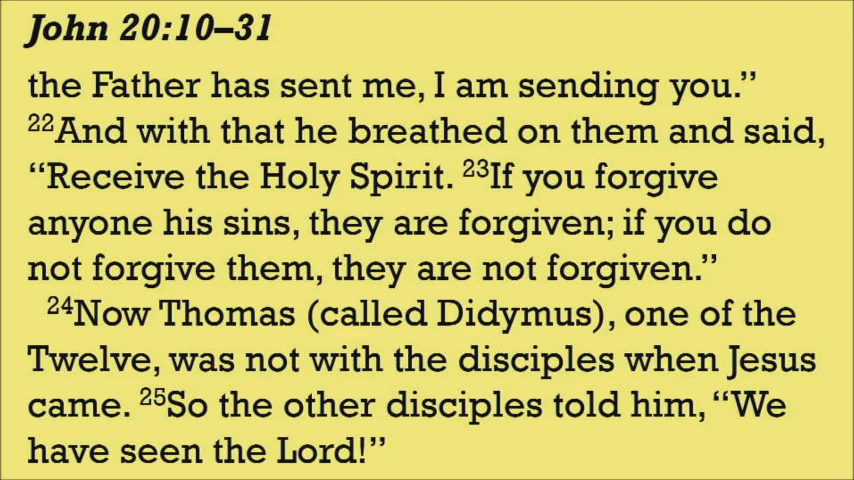 John 20:10–31
the Father has sent me, I am sending you.”
²²And with that he breathed on them and said,
“Receive the Holy Spirit. ²³If you forgive
anyone his sins, they are forgiven; if you do
not forgive them, they are not forgiven.”
²⁴Now Thomas (called Didymus), one of the
Twelve, was not with the disciples when Jesus
came. ²⁵So the other disciples told him, “We
have seen the Lord!”